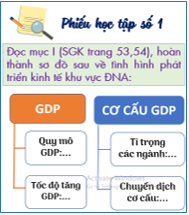 Phiếu học tập số 1
Đọc mục I (SGK trang 53,54), hoàn
thành sơ đồ sau về tình hình phát
triển kinh tế khu vực ĐNA:
GDP
Quy mô
GDP:...
Tốc độ tăng
GDP:...
CƠ CẤU GDP
Tỉ trọng
các ngành:...
Chuyển dịch
cơ cấu:...